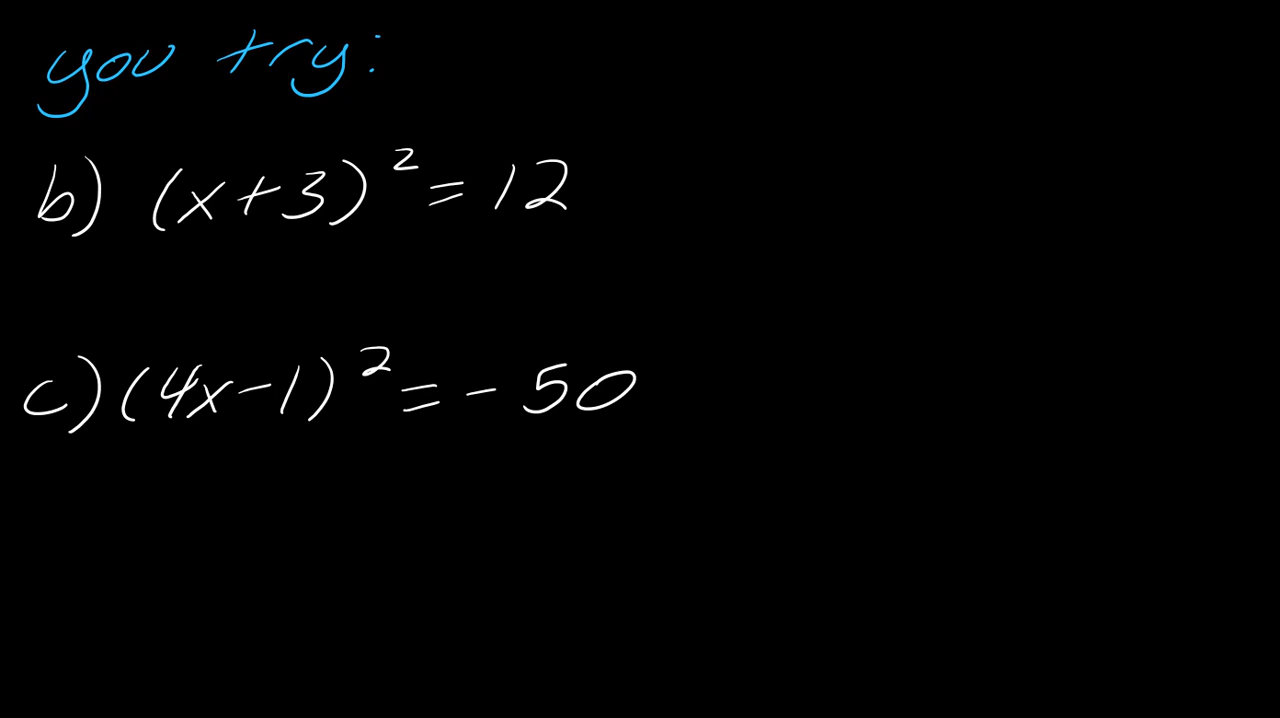 you try:
b) (x+3)² = 12
c) (4x-1)² = - 50